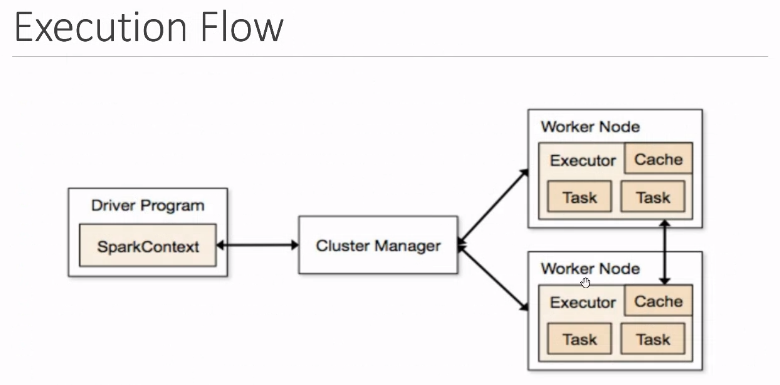 Execution Flow
Driver Program
SparkContext
Cluster Manager
Worker Node
Executor
Cache
Task
Task
Worker Node
Executor
Cache
Task
Task